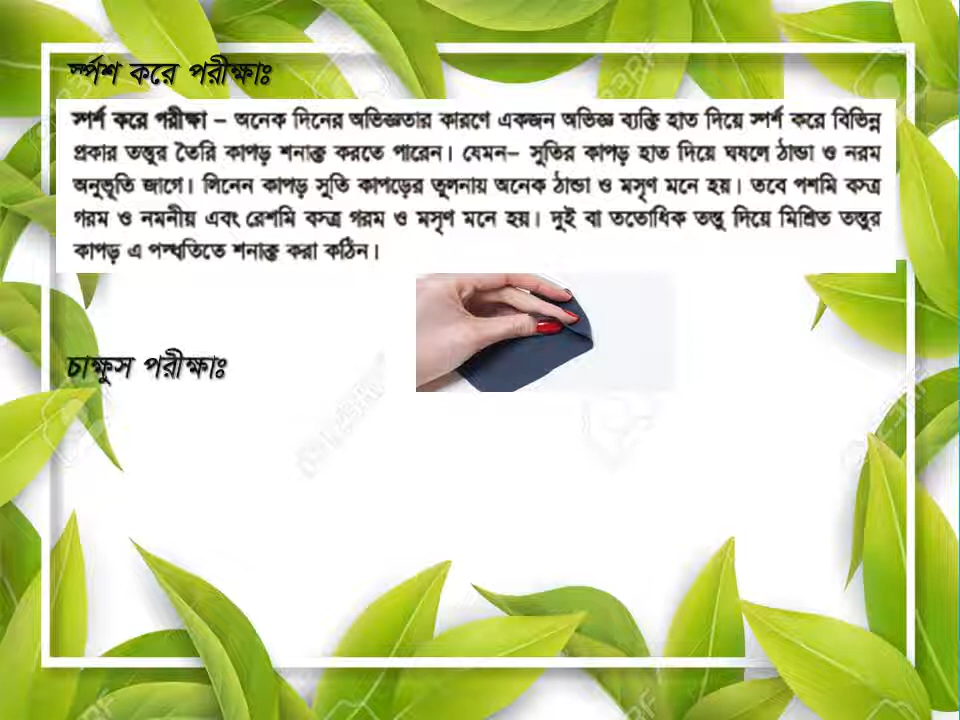 র্স্পশ করে পরীক্ষাঃ
স্পর্শ করে পরীক্ষা – অনেক দিনের অভিজ্ঞতার কারণে একজন অভিজ্ঞ ব্যক্তি হাত দিয়ে স্পর্শ করে বিভিন্ন
প্রকার তন্তুর তৈরি কাপড় শনাক্ত করতে পারেন। যেমন– সুতির কাপড় হাত দিয়ে ঘষলে ঠান্ডা ও নরম
অনুভূতি জাগে। লিনেন কাপড় সুতি কাপড়ের তুলনায় অনেক ঠান্ডা ও মসৃণ মনে হয়। তবে পশমি বস্ত্র
গরম ও নমনীয় এবং রেশমি বস্ত্র গরম ও মসৃণ মনে হয়। দুই বা ততোধিক তন্তু দিয়ে মিশ্রিত তন্তুর
কাপড় এ পদ্ধতিতে শনাক্ত করা কঠিন।
চাক্ষুস পরীক্ষাঃ